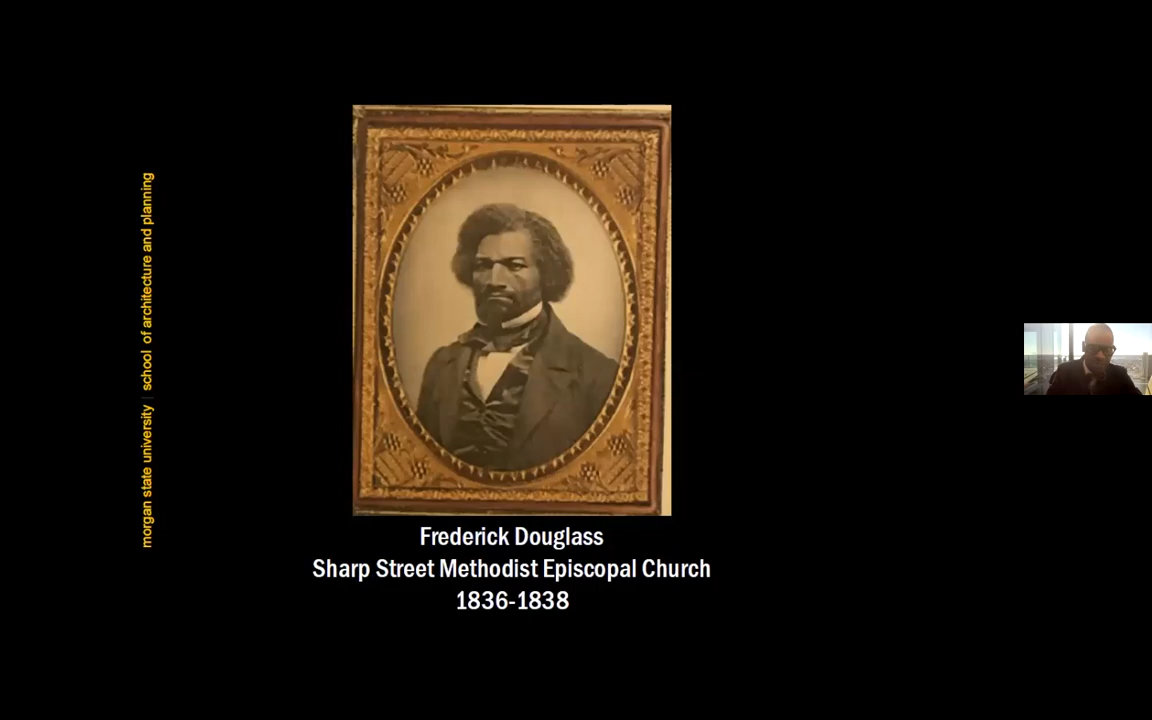 morgan state university | school of architecture and planning
Frederick Douglass
Sharp Street Methodist Episcopal Church
1836-1838